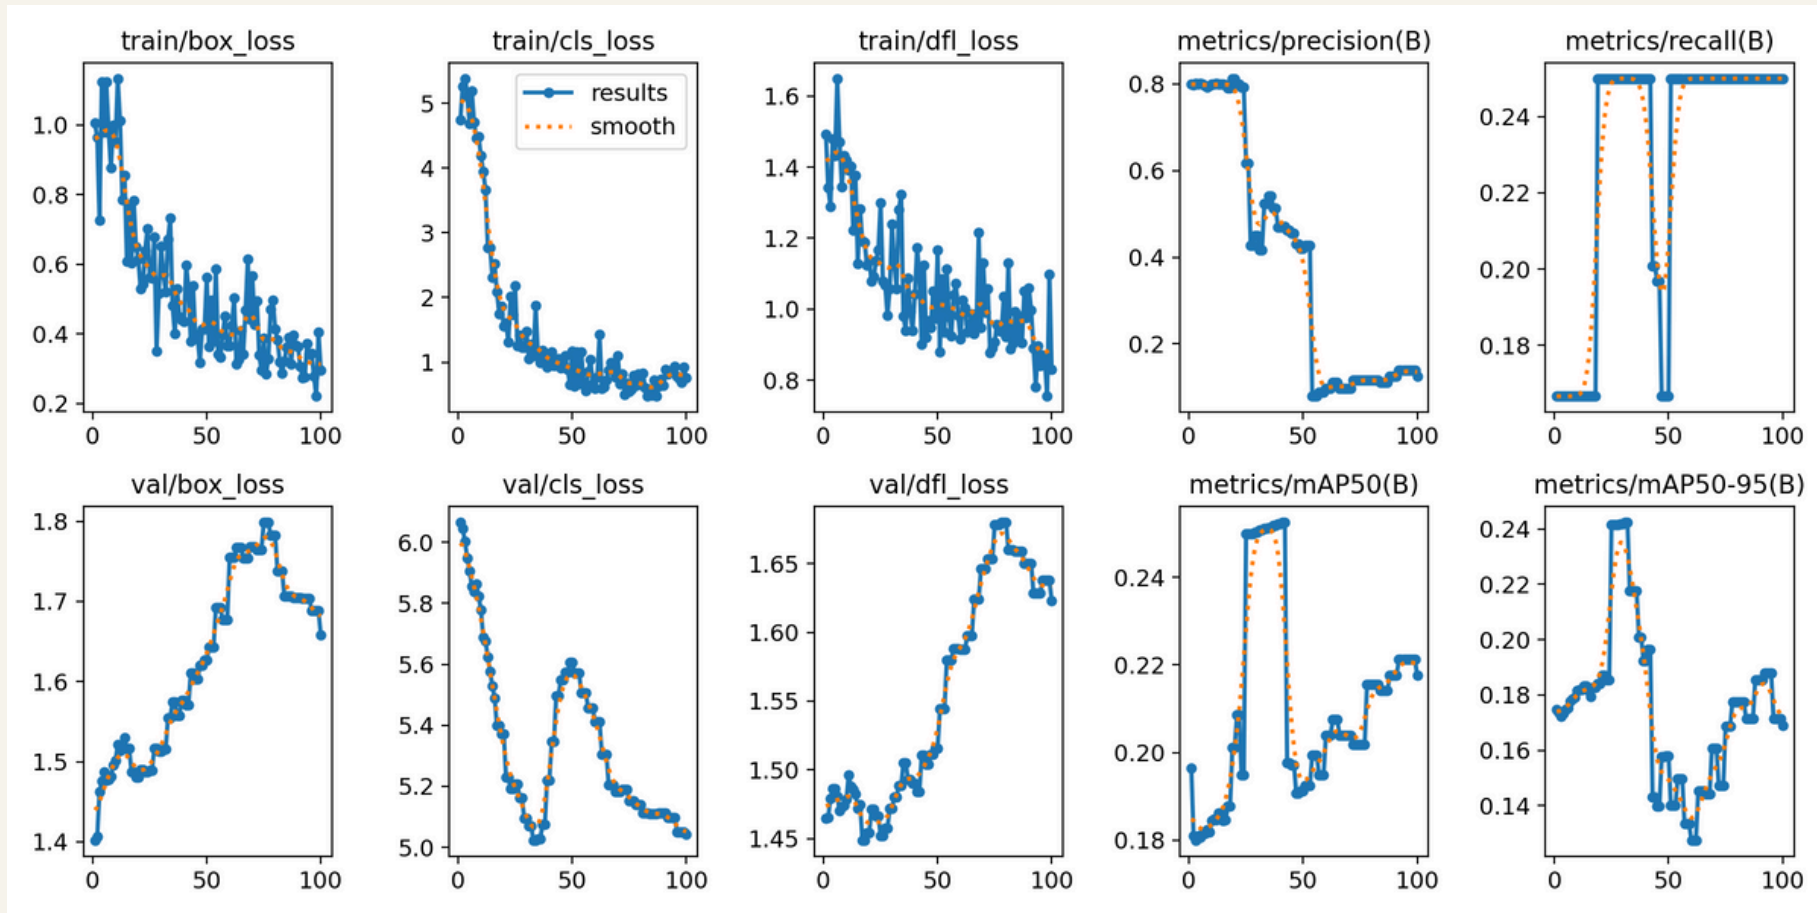 train/box_loss
1.0
0.8
0.6
0.4
0.2
0 50 100
train/cls_loss
results
smooth
5
4
3
2
1
0 50 100
train/dfl_loss
1.6
1.4
1.2
1.0
0.8
0 50 100
metrics/precision(B)
0.8
0.6
0.4
0.2
0 50 100
metrics/recall(B)
0.24
0.22
0.20
0.18
0 50 100
val/box_loss
1.8
1.7
1.6
1.5
1.4
0 50 100
val/cls_loss
6.0
5.8
5.6
5.4
5.2
5.0
0 50 100
val/dfl_loss
1.65
1.60
1.55
1.50
1.45
0 50 100
metrics/mAP50(B)
0.24
0.22
0.20
0.18
0 50 100
metrics/mAP50-95(B)
0.24
0.22
0.20
0.18
0.16
0.14
0 50 100